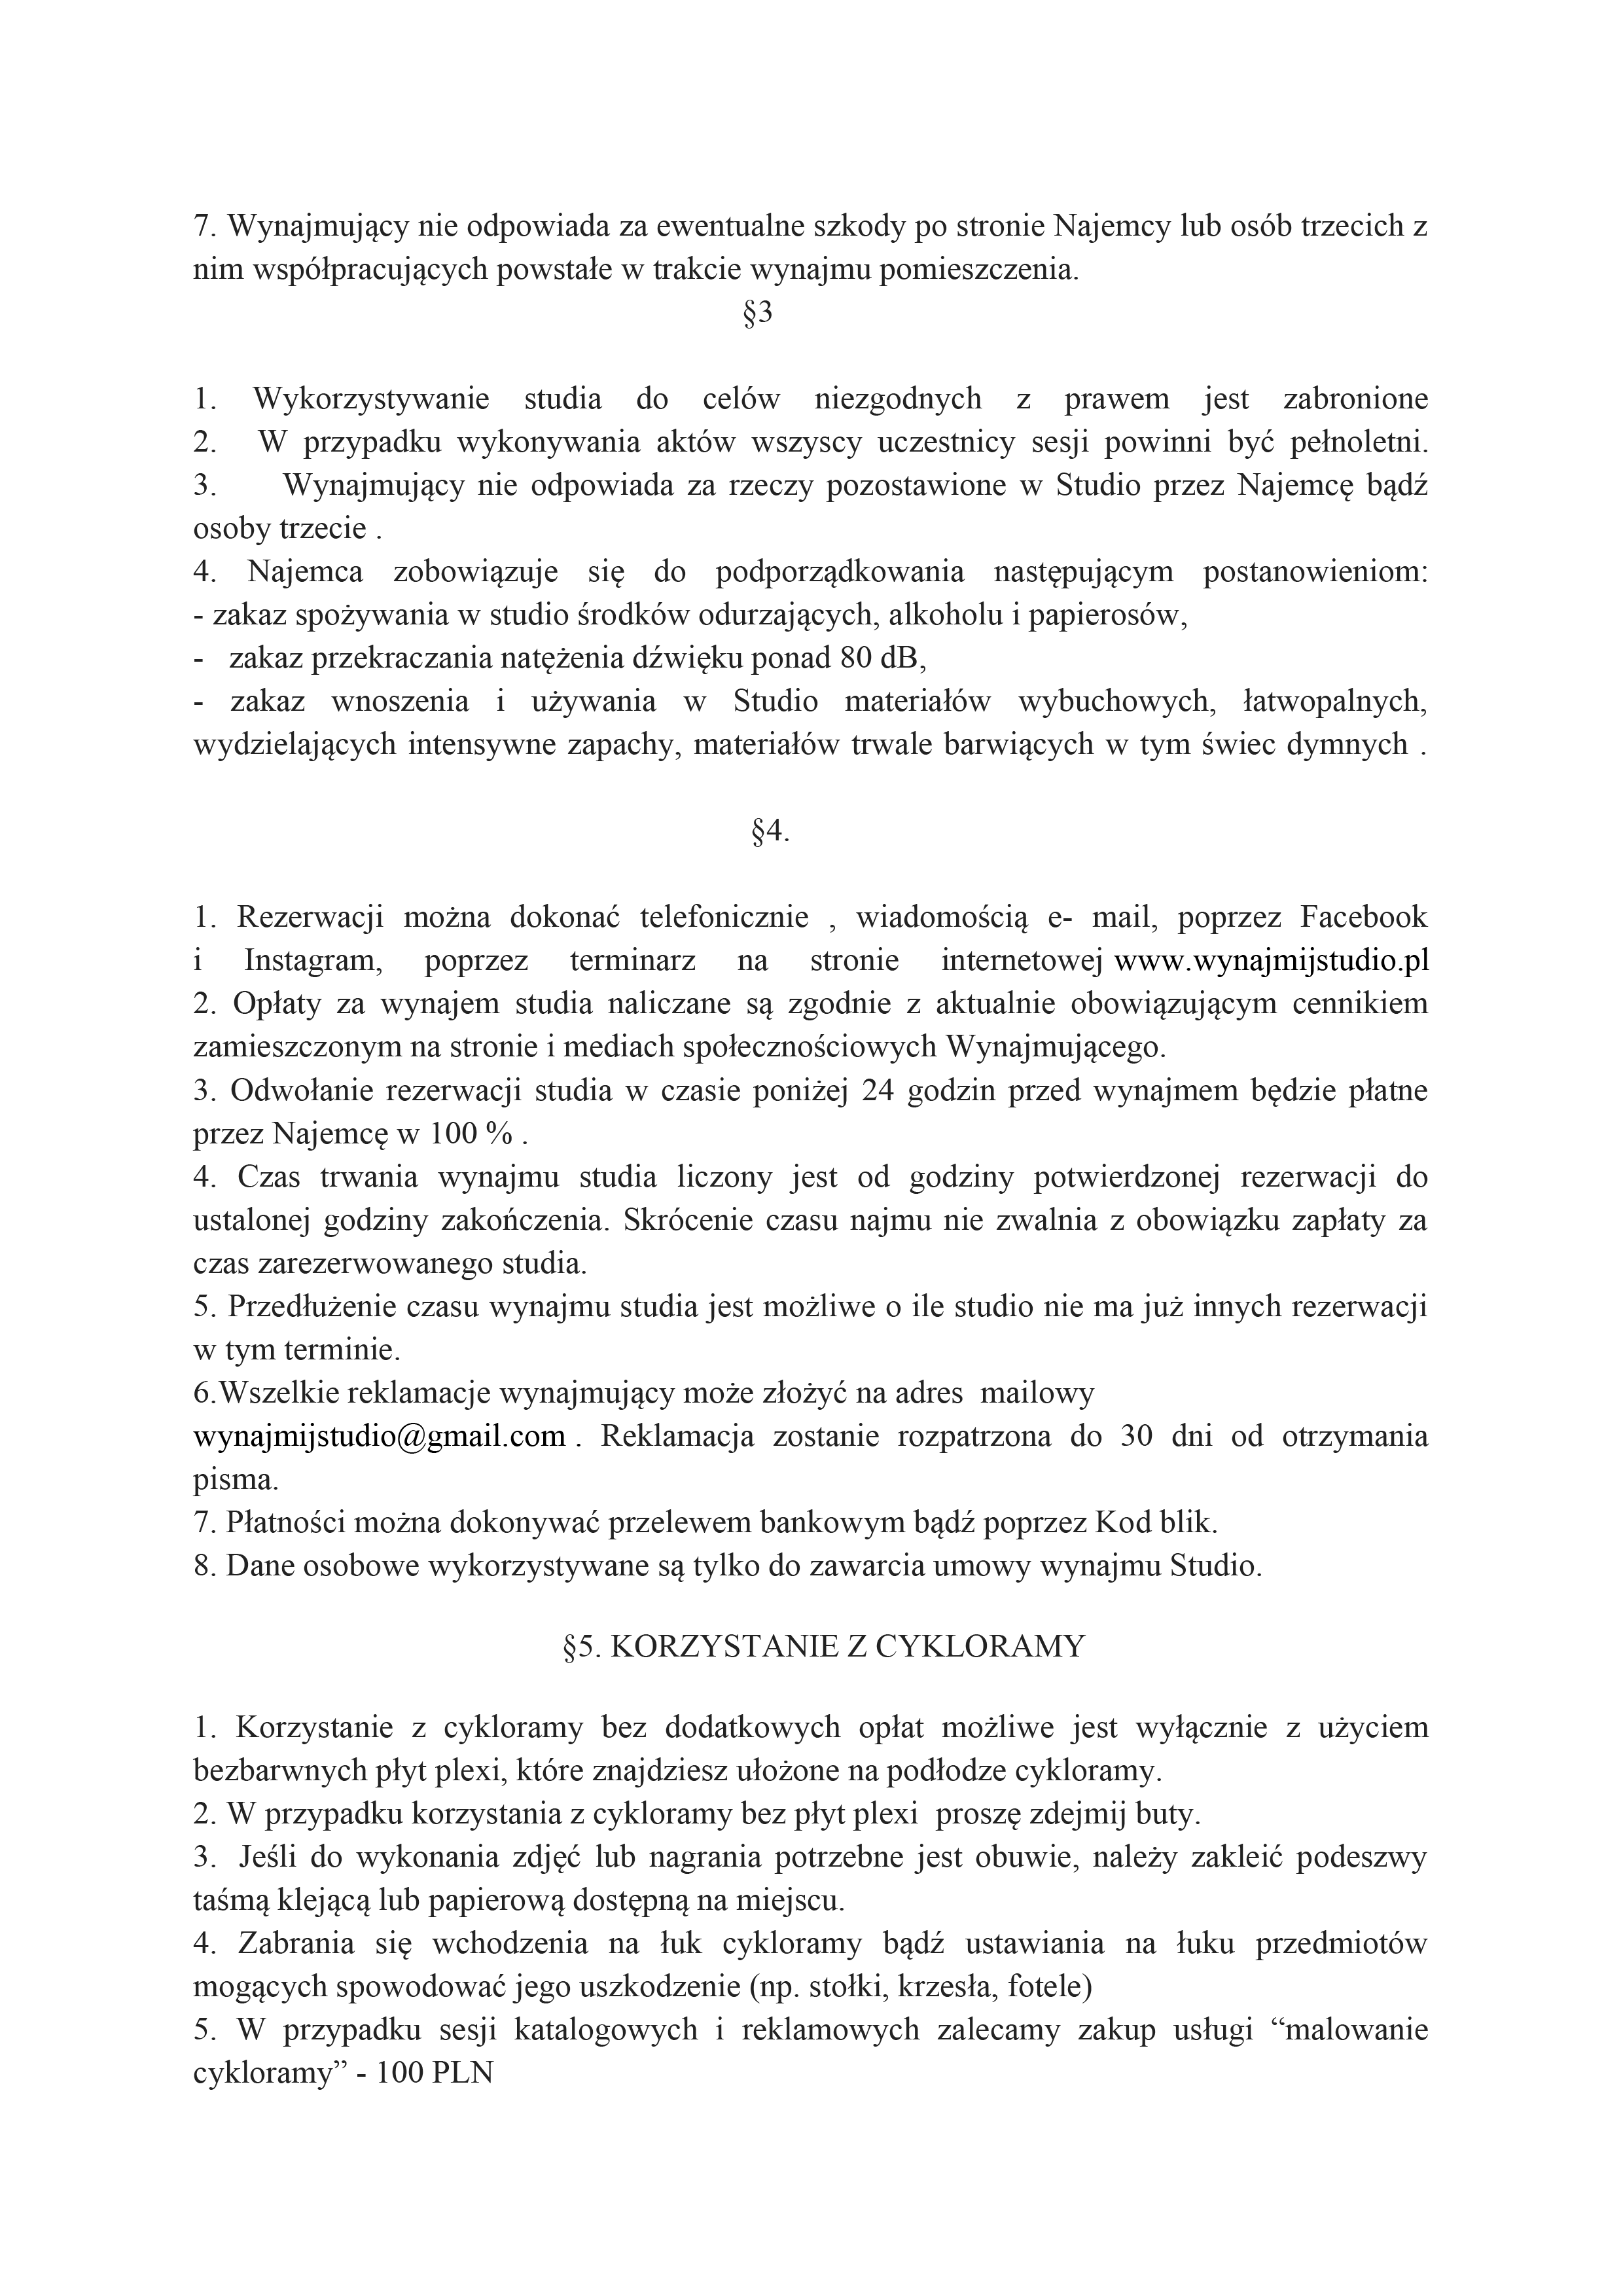 7. Wynajmujący nie odpowiada za ewentualne szkody po stronie Najemcy lub osób trzecich z
nim współpracujących powstałe w trakcie wynajmu pomieszczenia.
§3
1. Wykorzystywanie studia do celów niezgodnych z prawem jest zabronione
2. W przypadku wykonywania aktów wszyscy uczestnicy sesji powinni być pełnoletni.
3. Wynajmujący nie odpowiada za rzeczy pozostawione w Studio przez Najemcę bądź
osoby trzecie .
4. Najemca zobowiązuje się do podporządkowania następującym postanowieniom:
- zakaz spożywania w studio środków odurzających, alkoholu i papierosów,
- zakaz przekraczania natężenia dźwięku ponad 80 dB,
- zakaz wnoszenia i używania w Studio materiałów wybuchowych, łatwopalnych,
wydzielających intensywne zapachy, materiałów trwale barwiących w tym świec dymnych .
§4.
1. Rezerwacji można dokonać telefonicznie , wiadomością e- mail, poprzez Facebook
i Instagram, poprzez terminarz na stronie internetowej www.wynajmijstudio.pl
2. Opłaty za wynajem studia naliczane są zgodnie z aktualnie obowiązującym cennikiem
zamieszczonym na stronie i mediach społecznościowych Wynajmującego.
3. Odwołanie rezerwacji studia w czasie poniżej 24 godzin przed wynajmem będzie płatne
przez Najemcę w 100 % .
4. Czas trwania wynajmu studia liczony jest od godziny potwierdzonej rezerwacji do
ustalonej godziny zakończenia. Skrócenie czasu najmu nie zwalnia z obowiązku zapłaty za
czas zarezerwowanego studia.
5. Przedłużenie czasu wynajmu studia jest możliwe o ile studio nie ma już innych rezerwacji
w tym terminie.
6.Wszelkie reklamacje wynajmujący może złożyć na adres mailowy
wynajmijstudio@gmail.com . Reklamacja zostanie rozpatrzona do 30 dni od otrzymania
pisma.
7. Płatności można dokonywać przelewem bankowym bądź poprzez Kod blik.
8. Dane osobowe wykorzystywane są tylko do zawarcia umowy wynajmu Studio.
§5. KORZYSTANIE Z CYKLORAMY
1. Korzystanie z cykloramy bez dodatkowych opłat możliwe jest wyłącznie z użyciem
bezbarwnych płyt plexi, które znajdziesz ułożone na podłodze cykloramy.
2. W przypadku korzystania z cykloramy bez płyt plexi proszę zdejmij buty.
3. Jeśli do wykonania zdjęć lub nagrania potrzebne jest obuwie, należy zakleić podeszwy
taśmą klejącą lub papierową dostępną na miejscu.
4. Zabrania się wchodzenia na łuk cykloramy bądź ustawiania na łuku przedmiotów
mogących spowodować jego uszkodzenie (np. stołki, krzesła, fotele)
5. W przypadku sesji katalogowych i reklamowych zalecamy zakup usługi “malowanie
cykloramy” - 100 PLN